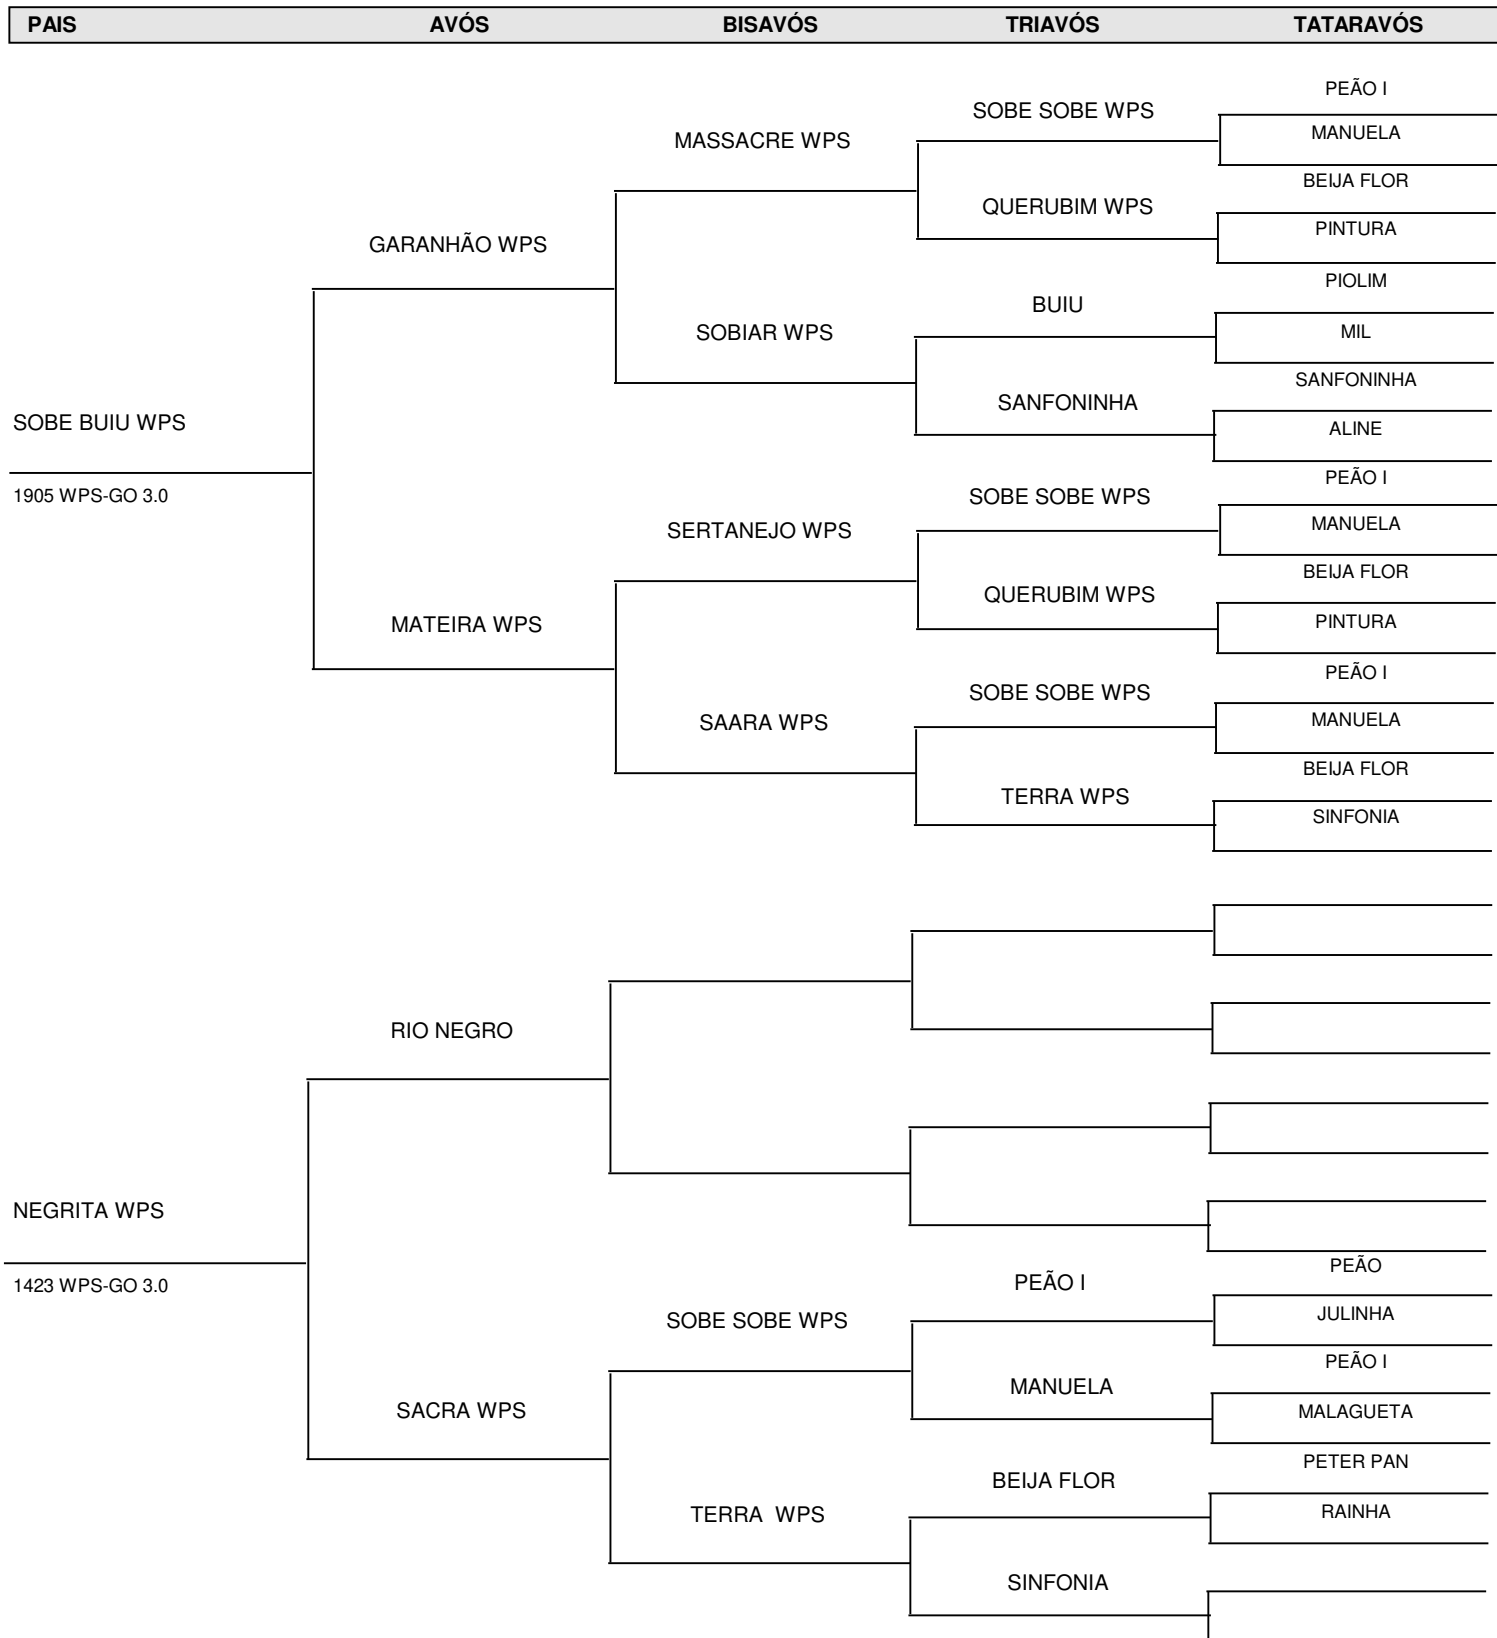 PAIS AVÓS BISAVÓS TRIAVÓS TATARAVÓS
PEÃO I
SOBE SOBE WPS
MANUELA
MASSACRE WPS
BEIJA FLOR
QUERUBIM WPS
PINTURA
GARANHÃO WPS
PIOLIM
BUIU
SOBIAR WPS
MIL
SANFONINHA
SANFONINHA
SOBE BUIU WPS
ALINE
PEÃO I
1905 WPS-GO 3.0
SOBE SOBE WPS
MANUELA
SERTANEJO WPS
BEIJA FLOR
QUERUBIM WPS
PINTURA
MATEIRA WPS
PEÃO I
SOBE SOBE WPS
MANUELA
SAARA WPS
BEIJA FLOR
TERRA WPS
SINFONIA
RIO NEGRO
NEGRITA WPS
PEÃO
1423 WPS-GO 3.0
PEÃO I
JULINHA
SOBE SOBE WPS
PEÃO I
MANUELA
MALAGUETA
SACRA WPS
PETER PAN
BEIJA FLOR
RAINHA
TERRA WPS
SINFONIA